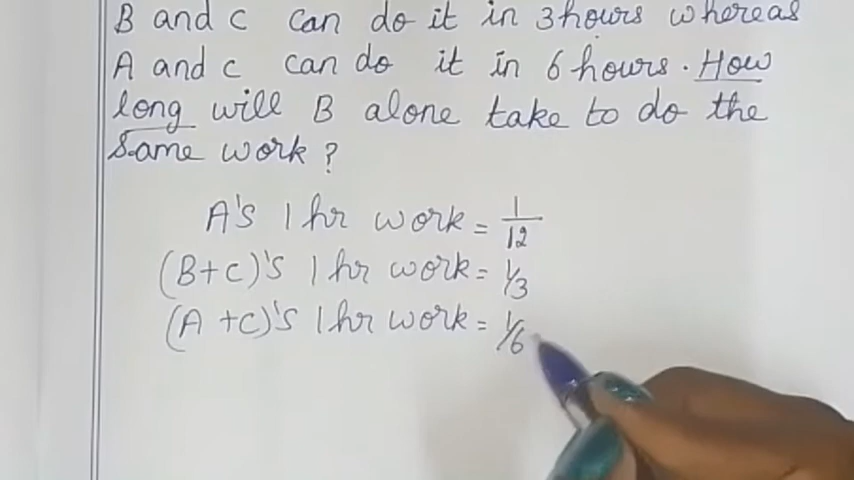 B and C can do it in 3 hours whereas
A and C can do it in 6 hours. How
long will B alone take to do the
same work?
A's 1 hr work = 1/12
(B+C)'s 1 hr work = 1/3
(A+C)'s 1 hr work = 1/6